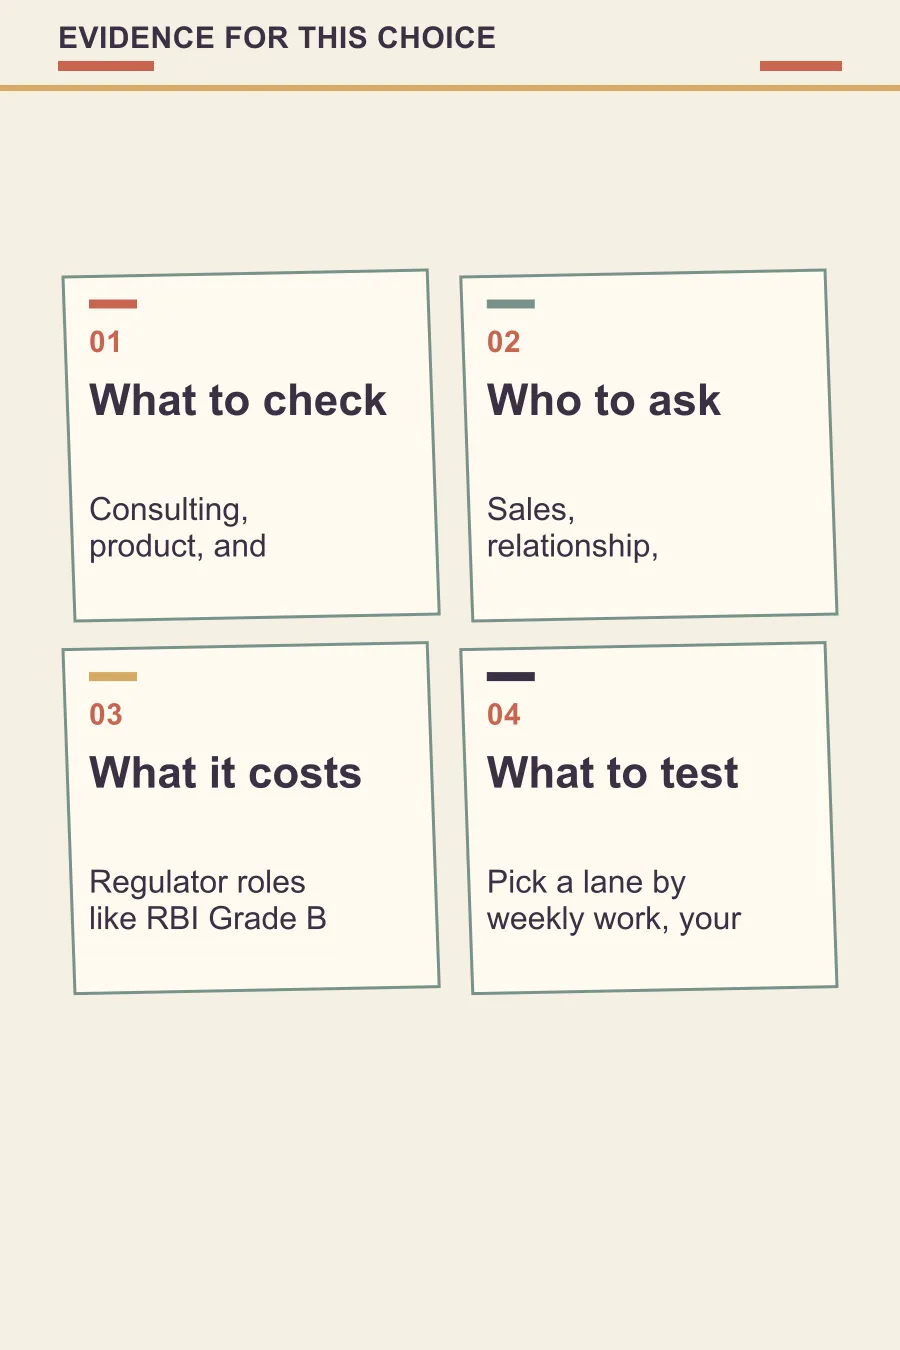 EVIDENCE FOR THIS CHOICE
01
What to check
Consulting,
product, and
02
Who to ask
Sales,
relationship,
03
What it costs
Regulator roles
like RBI Grade B
04
What to test
Pick a lane by
weekly work, your